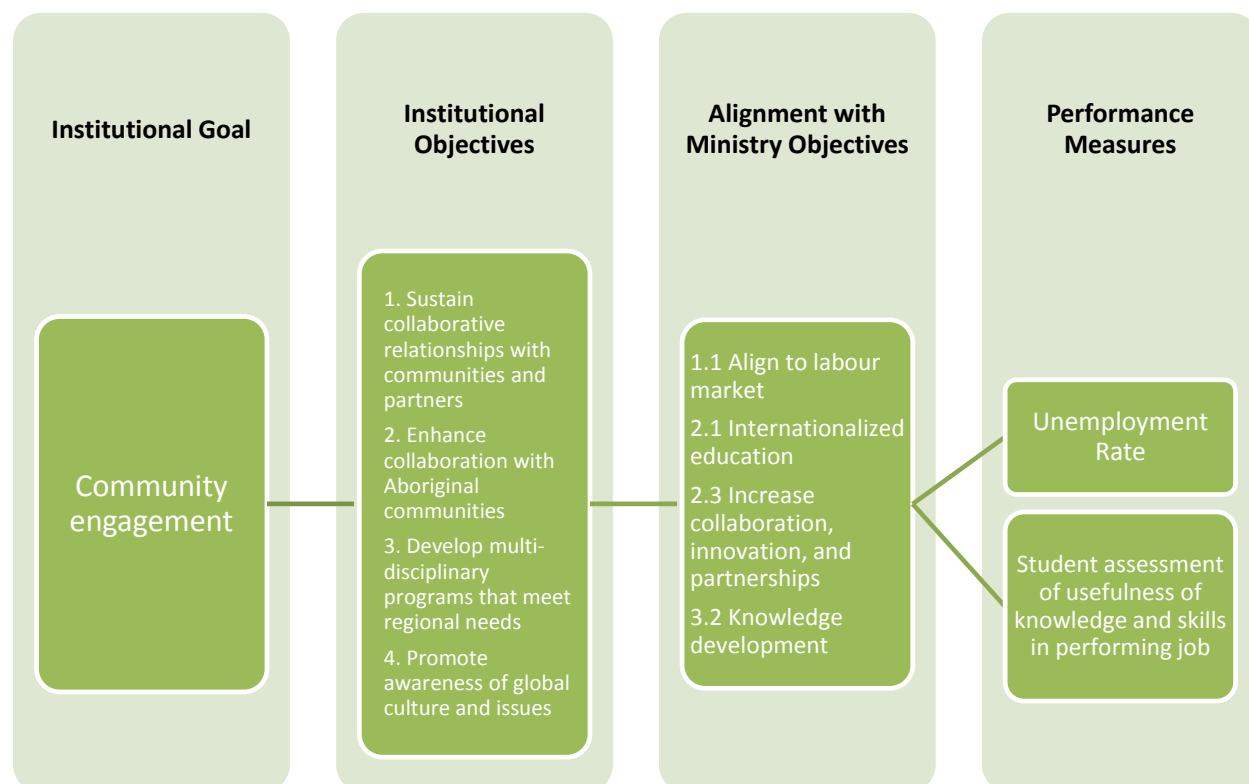 Institutional Goal
Community
engagement
Institutional
Objectives
1. Sustain
collaborative
relationships with
communities and
partners
2. Enhance
collaboration with
Aboriginal
communities
3. Develop multi-
disciplinary
programs that meet
regional needs
4. Promote
awareness of global
culture and issues
Alignment with
Ministry Objectives
1.1 Align to labour
market
2.1 Internationalized
education
2.3 Increase
collaboration,
innovation, and
partnerships
3.2 Knowledge
development
Performance
Measures
Unemployment
Rate
Student assessment
of usefulness of
knowledge and skills
in performing job